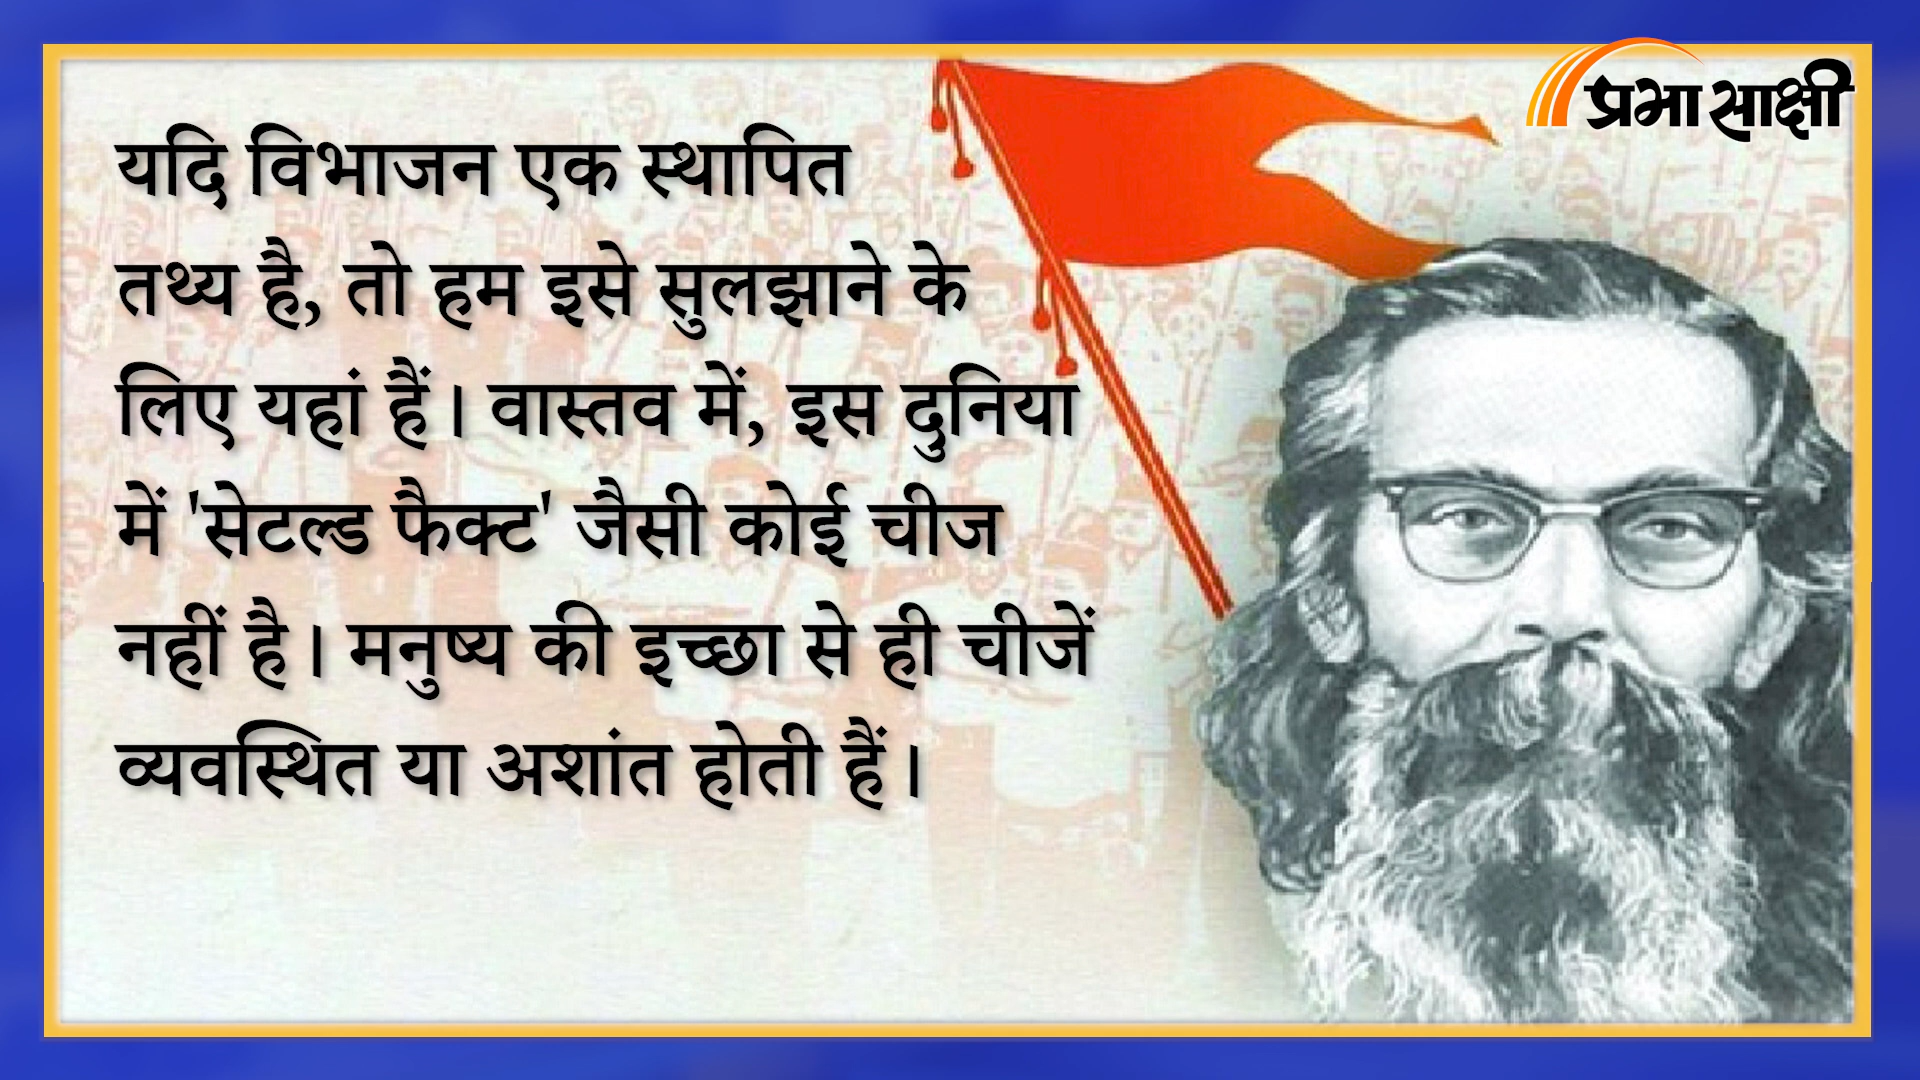 प्रभासाक्षी
यदि विभाजन एक स्थापित
तथ्य है, तो हम इसे सुलझाने के
लिए यहां हैं। वास्तव में, इस दुनिया
में 'सेटल्ड फैक्ट' जैसी कोई चीज
नहीं है। मनुष्य की इच्छा से ही चीजें
व्यवस्थित या अशांत होती हैं।